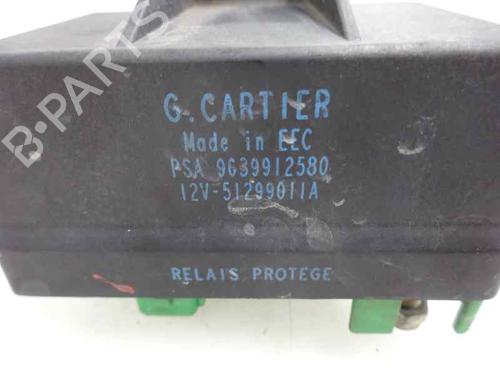 B-PARTS
G.CARTIER
Made in EEC
PSA 9639912580
12V-51299011A
RELAIS PROTEGE